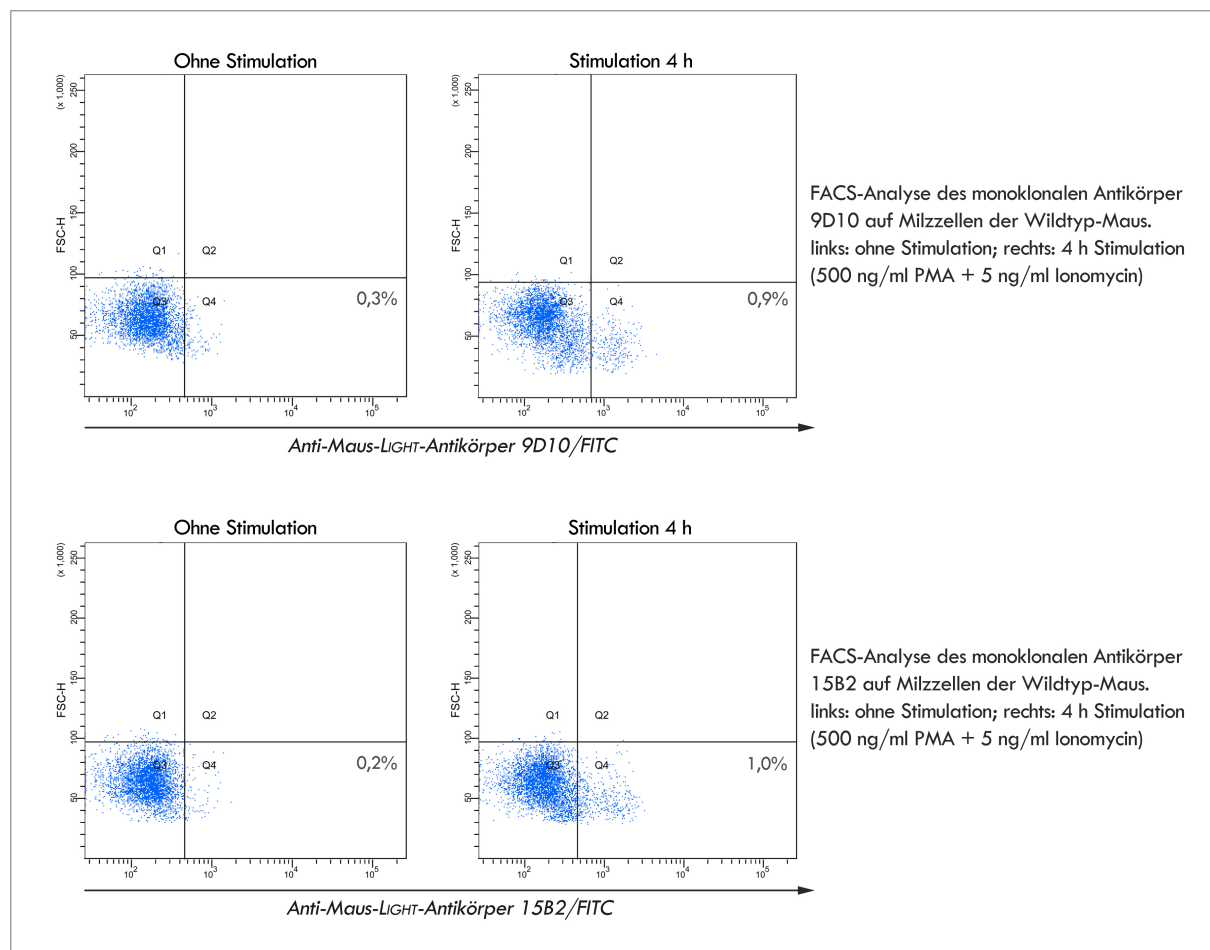 Ohne Stimulation
Stimulation 4 h
(x 1,000)
250
200
150
100
50
FSC-H
Q1 Q2
Q3 Q4
0,3%
10² 10³ 10⁴ 10⁵
(x 1,000)
250
200
150
100
50
FSC-H
Q1 Q2
Q3 Q4
0,9%
10² 10³ 10⁴ 10⁵
Anti-Maus-LIGHT-Antikörper 9D10/FITC
FACS-Analyse des monoklonalen Antikörper
9D10 auf Milzzellen der Wildtyp-Maus.
links: ohne Stimulation; rechts: 4 h Stimulation
(500 ng/ml PMA + 5 ng/ml Ionomycin)
Ohne Stimulation
Stimulation 4 h
(x 1,000)
250
200
150
100
50
FSC-H
Q1 Q2
Q3 Q4
0,2%
10² 10³ 10⁴ 10⁵
(x 1,000)
250
200
150
100
50
FSC-H
Q1 Q2
Q3 Q4
1,0%
10² 10³ 10⁴ 10⁵
Anti-Maus-LIGHT-Antikörper 15B2/FITC
FACS-Analyse des monoklonalen Antikörper
15B2 auf Milzzellen der Wildtyp-Maus.
links: ohne Stimulation; rechts: 4 h Stimulation
(500 ng/ml PMA + 5 ng/ml Ionomycin)